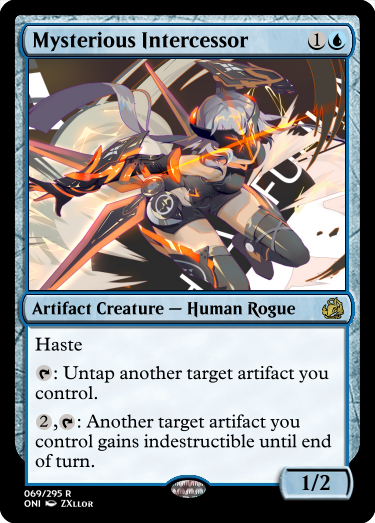 Mysterious Intercessor 1
Artifact Creature — Human Rogue
Haste
: Untap another target artifact you
control.
2,: Another target artifact you
control gains indestructible until end
of turn.
1/2
069/295 R
ONI ZXllor